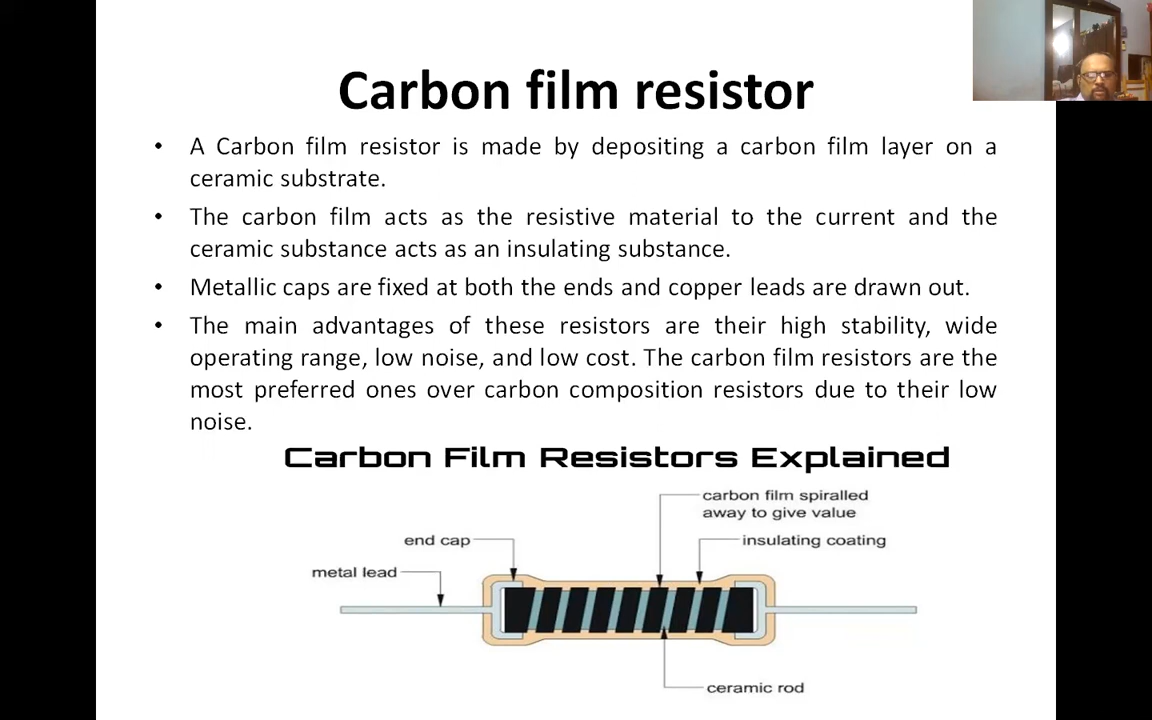 Carbon film resistor
• A Carbon film resistor is made by depositing a carbon film layer on a
ceramic substrate.
• The carbon film acts as the resistive material to the current and the
ceramic substance acts as an insulating substance.
• Metallic caps are fixed at both the ends and copper leads are drawn out.
• The main advantages of these resistors are their high stability, wide
operating range, low noise, and low cost. The carbon film resistors are the
most preferred ones over carbon composition resistors due to their low
noise.
Carbon Film Resistors Explained
carbon film spiralled
away to give value
end cap
insulating coating
metal lead
ceramic rod